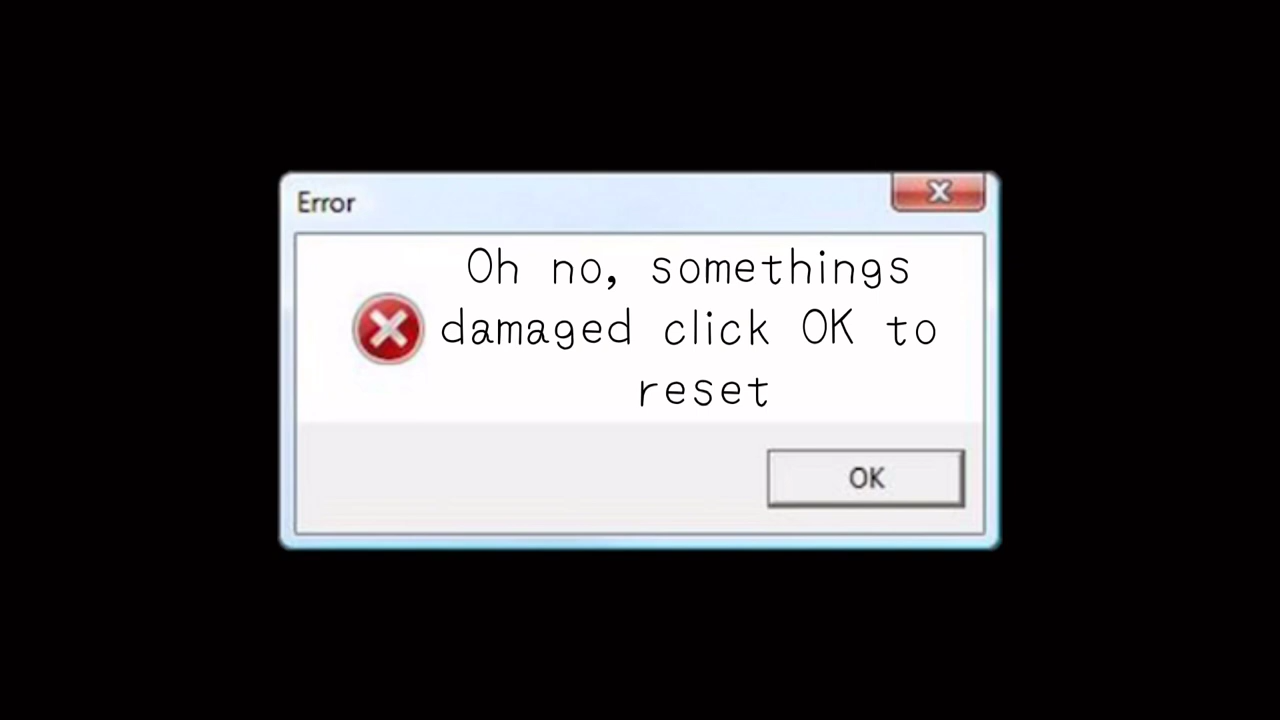 Error
Oh no, somethings
damaged click OK to
reset
OK